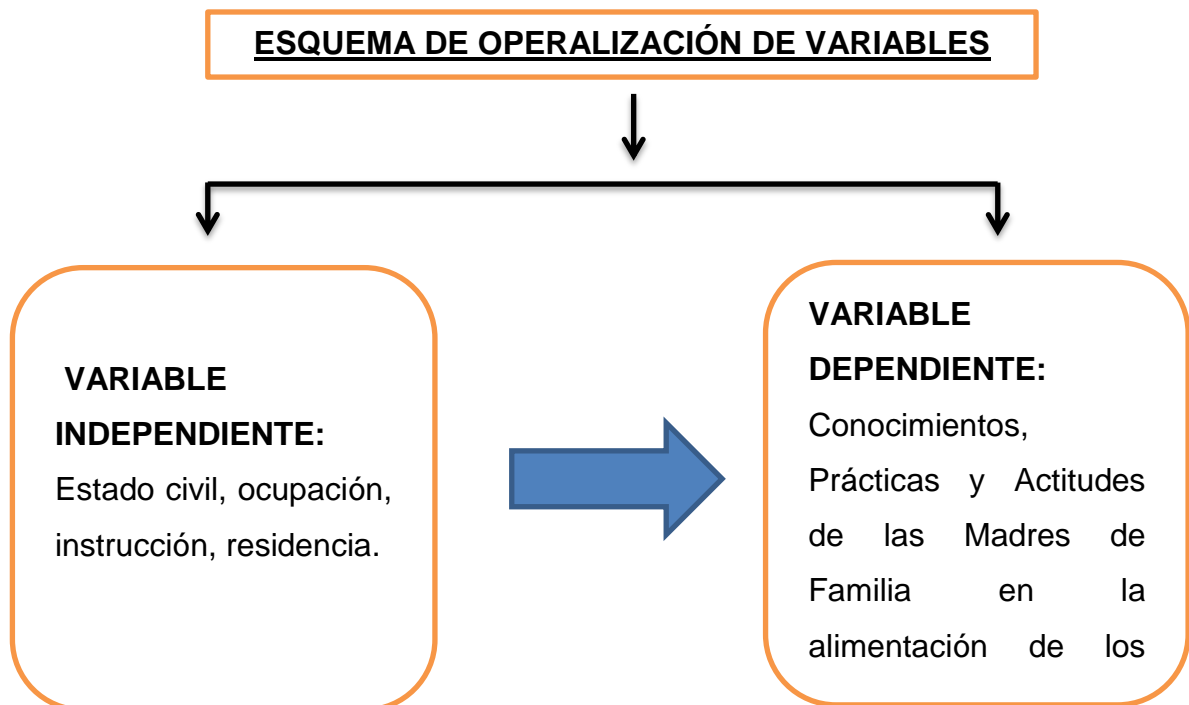 ESQUEMA DE OPERALIZACIÓN DE VARIABLES
VARIABLE
INDEPENDIENTE:
Estado civil, ocupación,
instrucción, residencia.
VARIABLE
DEPENDIENTE:
Conocimientos,
Prácticas y Actitudes
de las Madres de
Familia en la
alimentación de los